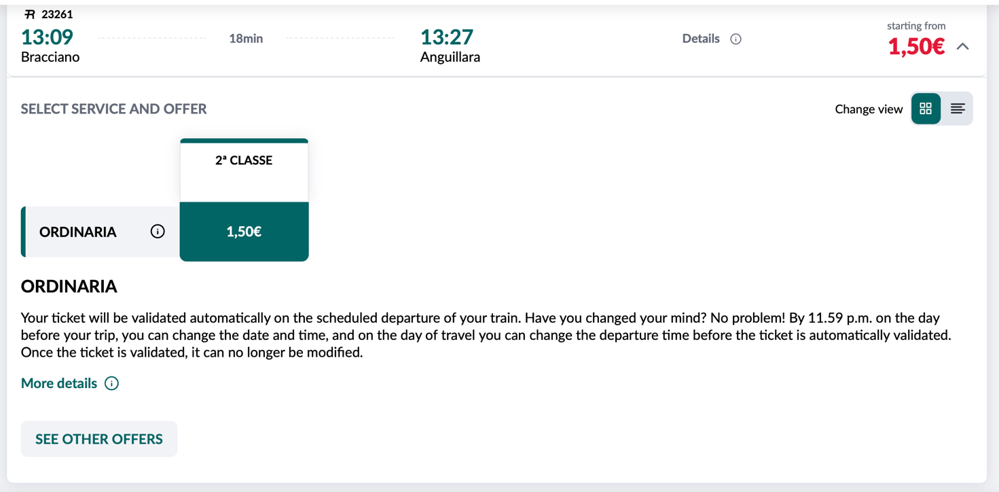 R 23261
13:09
18min
13:27
Details
starting from
1,50€
Bracciano
Anguillara
SELECT SERVICE AND OFFER
Change view
2ª CLASSE
ORDINARIA
1,50€
ORDINARIA
Your ticket will be validated automatically on the scheduled departure of your train. Have you changed your mind? No problem! By 11.59 p.m. on the day
before your trip, you can change the date and time, and on the day of travel you can change the departure time before the ticket is automatically validated.
Once the ticket is validated, it can no longer be modified.
More details
SEE OTHER OFFERS